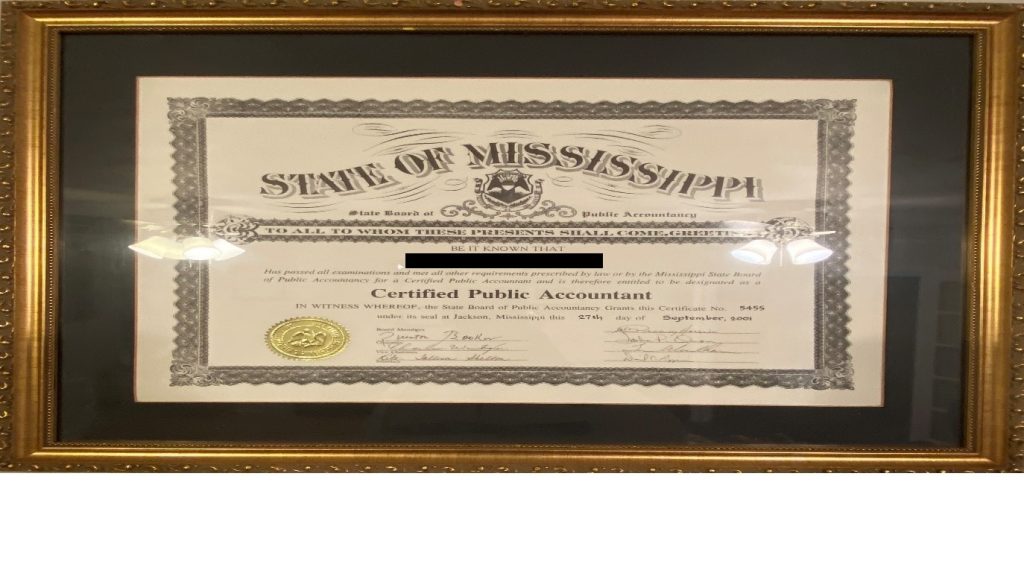 STATE OF MISSISSIPPI
State Board of Public Accountancy
TO ALL TO WHOM THESE PRESENTS SHALL COME, GREETING
BE IT KNOWN THAT
Has passed all examinations and met all other requirements prescribed by law or by the Mississippi State Board
of Public Accountancy for a Certified Public Accountant and is therefore entitled to be designated as a
Certified Public Accountant
IN WITNESS WHEREOF, the State Board of Public Accountancy Grants this Certificate No. 5455
under its seal at Jackson, Mississippi this 27th day of September, 2001
Board Members